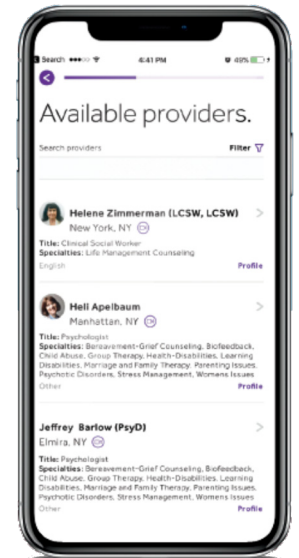 Search
4:41 PM
49%
Available providers.
Search providers
Filter
Helene Zimmerman (LCSW, LCSW)
New York, NY
Title: Clinical Social Worker
Specialties: Life Management Counseling
English
Profile
Heli Apelbaum
Manhattan, NY
Title: Psychologist
Specialties: Bereavement-Grief Counseling, Biofeedback,
Child Abuse, Group Therapy, Health-Disabilities, Learning
Disabilities, Marriage and Family Therapy, Parenting Issues,
Psychotic Disorders, Stress Management, Womens Issues
Other
Profile
Jeffrey Barlow (PsyD)
Elmira, NY
Title: Psychologist
Specialties: Bereavement-Grief Counseling, Biofeedback,
Child Abuse, Group Therapy, Health-Disabilities, Learning
Disabilities, Marriage and Family Therapy, Parenting Issues,
Psychotic Disorders, Stress Management, Womens Issues
Other
Profile